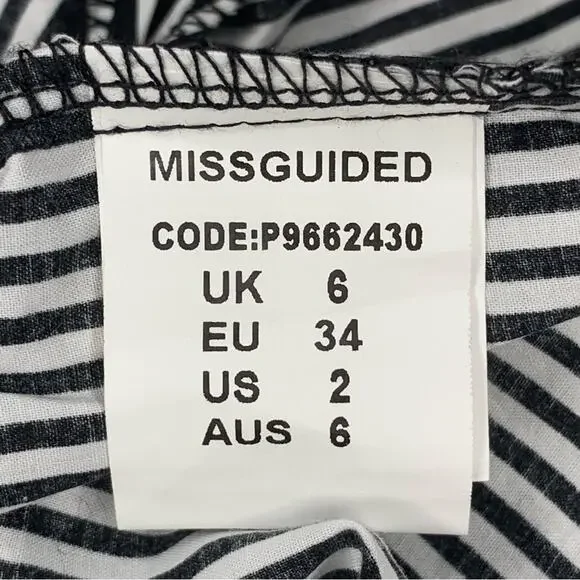 MISSGUIDED
CODE:P9662430
UK 6
EU 34
US 2
AUS 6